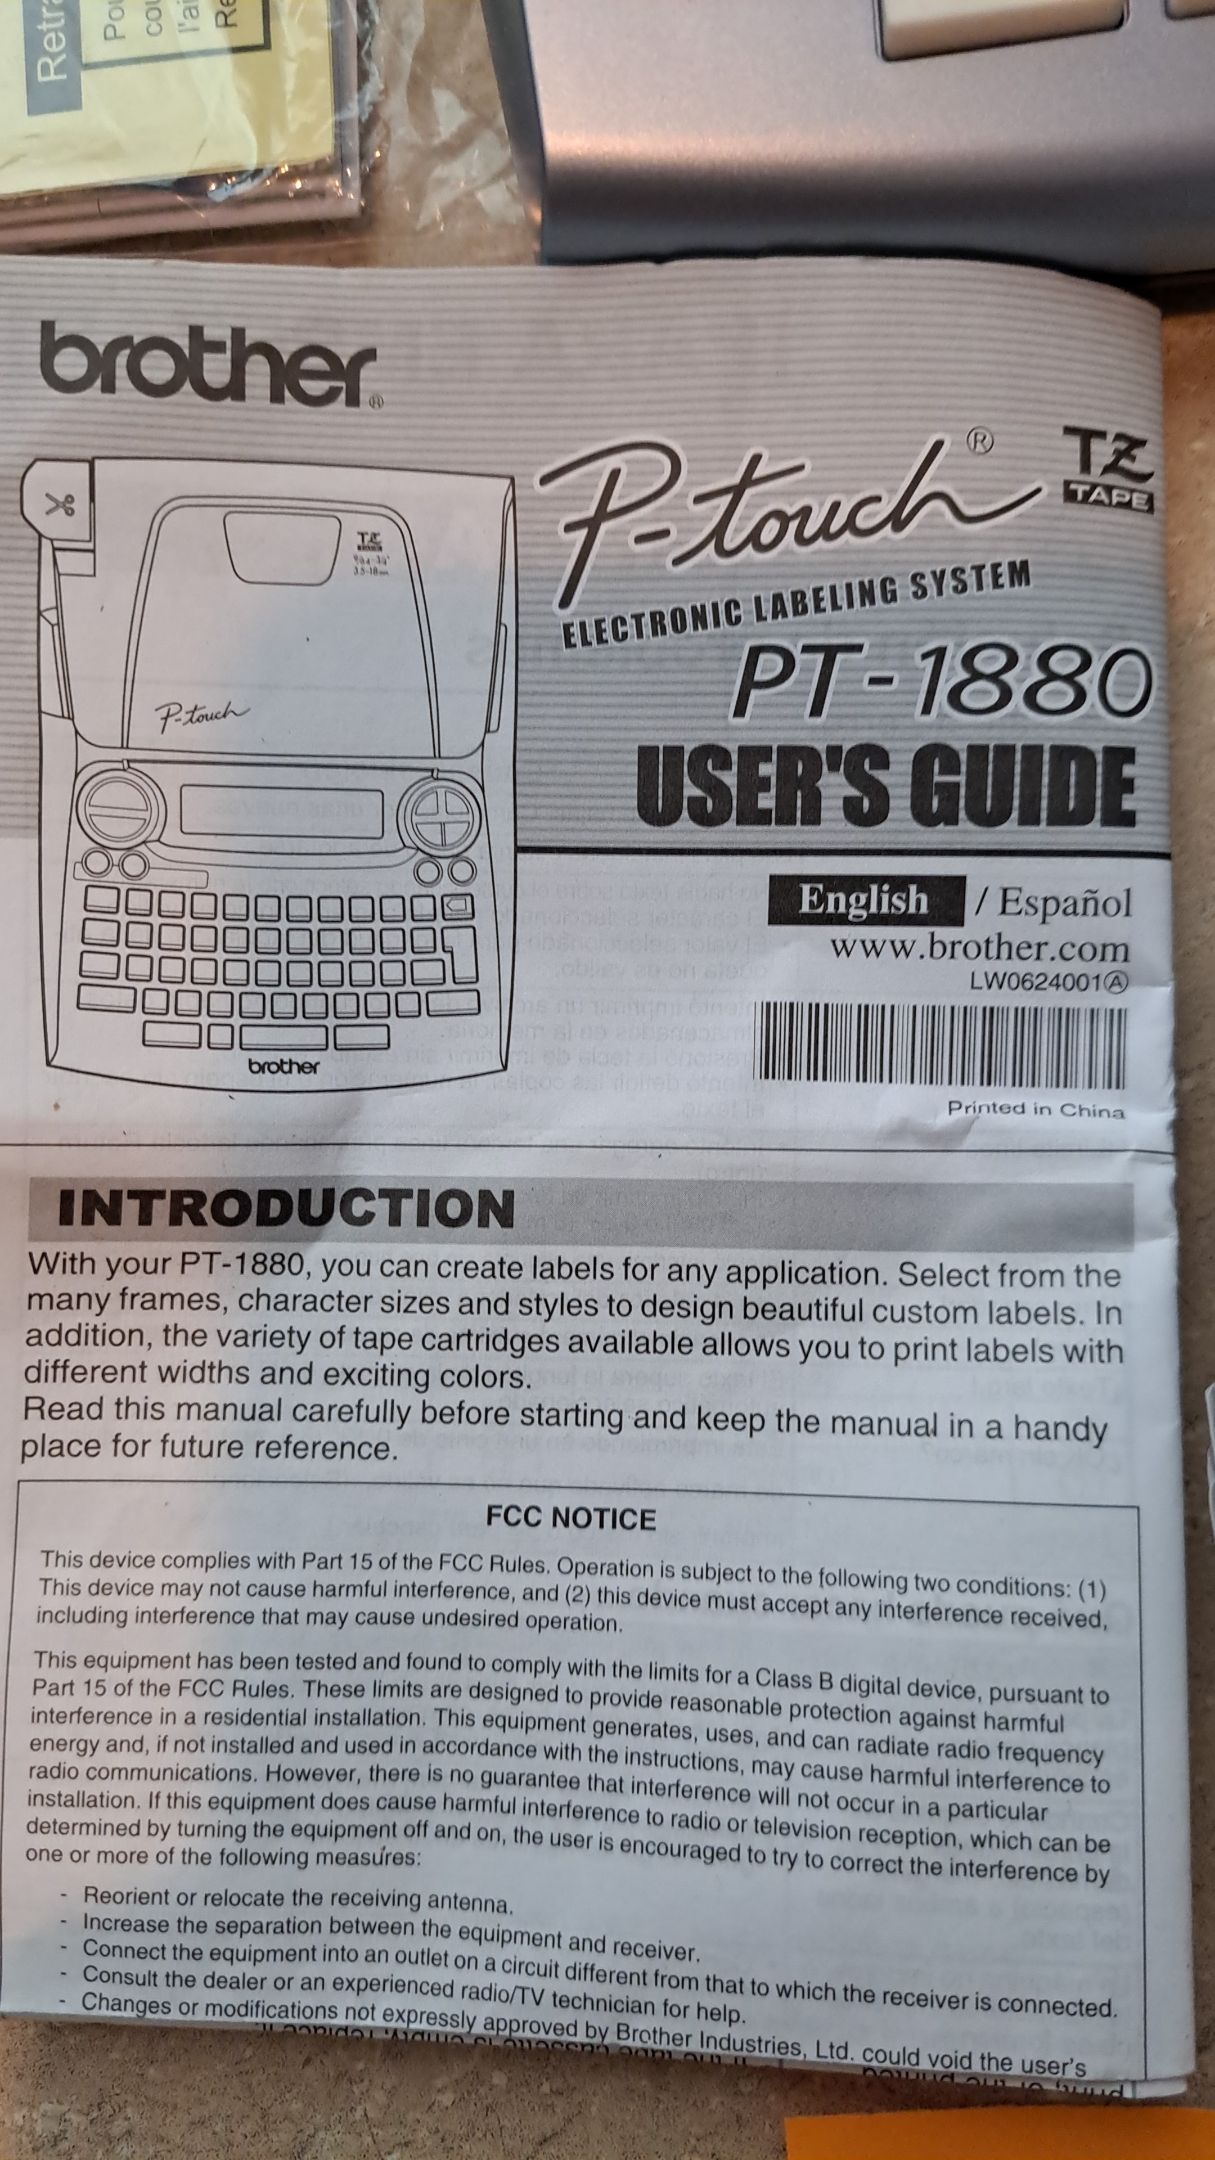 Retra
Pou
cou
l'ai
Re
brother®
P-touch®
TZ
TAPE
ELECTRONIC LABELING SYSTEM
PT-1880
USER'S GUIDE
TZ
3.5-18mm
P-touch
brother
English / Español
www.brother.com
LW0624001Ⓐ
Printed in China
INTRODUCTION
With your PT-1880, you can create labels for any application. Select from the
many frames, character sizes and styles to design beautiful custom labels. In
addition, the variety of tape cartridges available allows you to print labels with
different widths and exciting colors.
Read this manual carefully before starting and keep the manual in a handy
place for future reference.
FCC NOTICE
This device complies with Part 15 of the FCC Rules. Operation is subject to the following two conditions: (1)
This device may not cause harmful interference, and (2) this device must accept any interference received,
including interference that may cause undesired operation.
This equipment has been tested and found to comply with the limits for a Class B digital device, pursuant to
Part 15 of the FCC Rules. These limits are designed to provide reasonable protection against harmful
interference in a residential installation. This equipment generates, uses, and can radiate radio frequency
energy and, if not installed and used in accordance with the instructions, may cause harmful interference to
radio communications. However, there is no guarantee that interference will not occur in a particular
installation. If this equipment does cause harmful interference to radio or television reception, which can be
determined by turning the equipment off and on, the user is encouraged to try to correct the interference by
one or more of the following measures:
- Reorient or relocate the receiving antenna.
- Increase the separation between the equipment and receiver.
- Connect the equipment into an outlet on a circuit different from that to which the receiver is connected.
- Consult the dealer or an experienced radio/TV technician for help.
- Changes or modifications not expressly approved by Brother Industries, Ltd. could void the user's